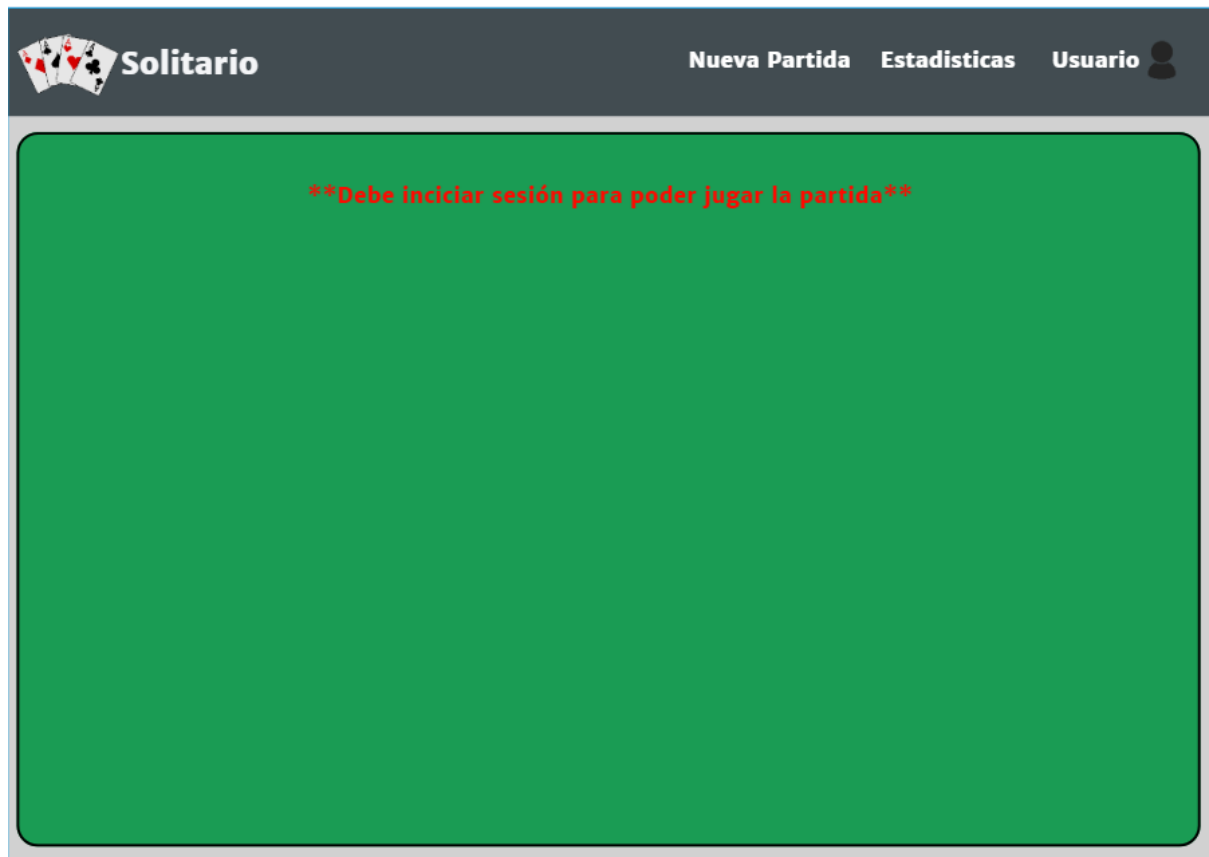 Solitario
Nueva Partida Estadisticas Usuario
**Debe inciciar sesión para poder jugar la partida**